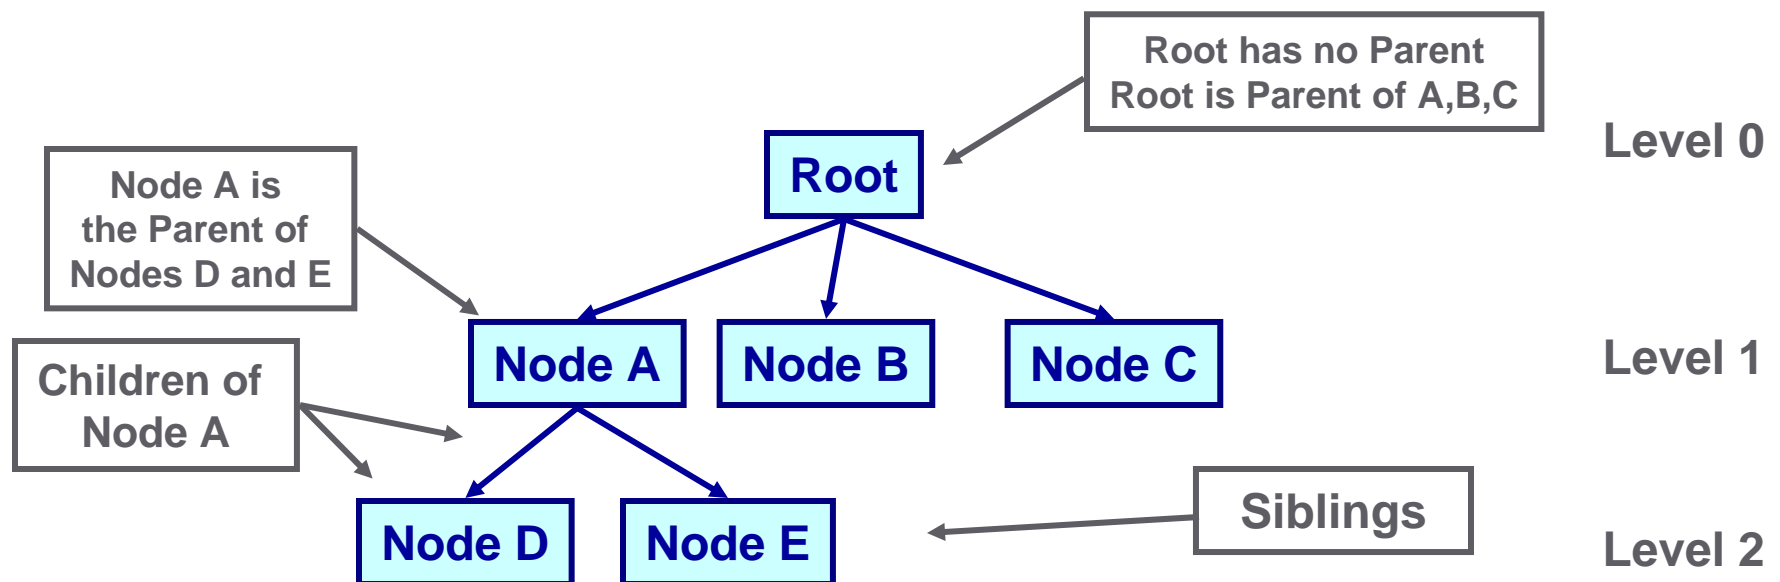 Root has no Parent
Root is Parent of A,B,C
Level 0
Root
Node A is
the Parent of
Nodes D and E
Node A
Node B
Node C
Level 1
Children of
Node A
Siblings
Node D
Node E
Level 2